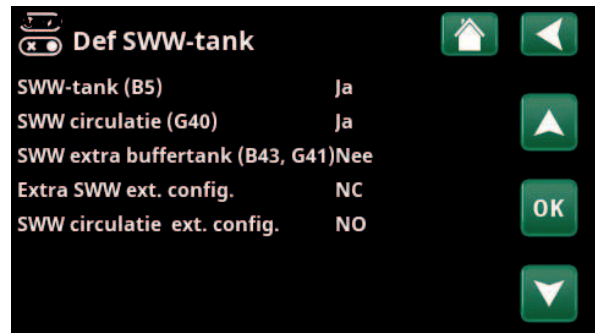 Def SWW-tank
SWW-tank (B5) Ja
SWW circulatie (G40) Ja
SWW extra buffertank (B43, G41) Nee
Extra SWW ext. config. NC
SWW circulatie ext. config. NO
OK